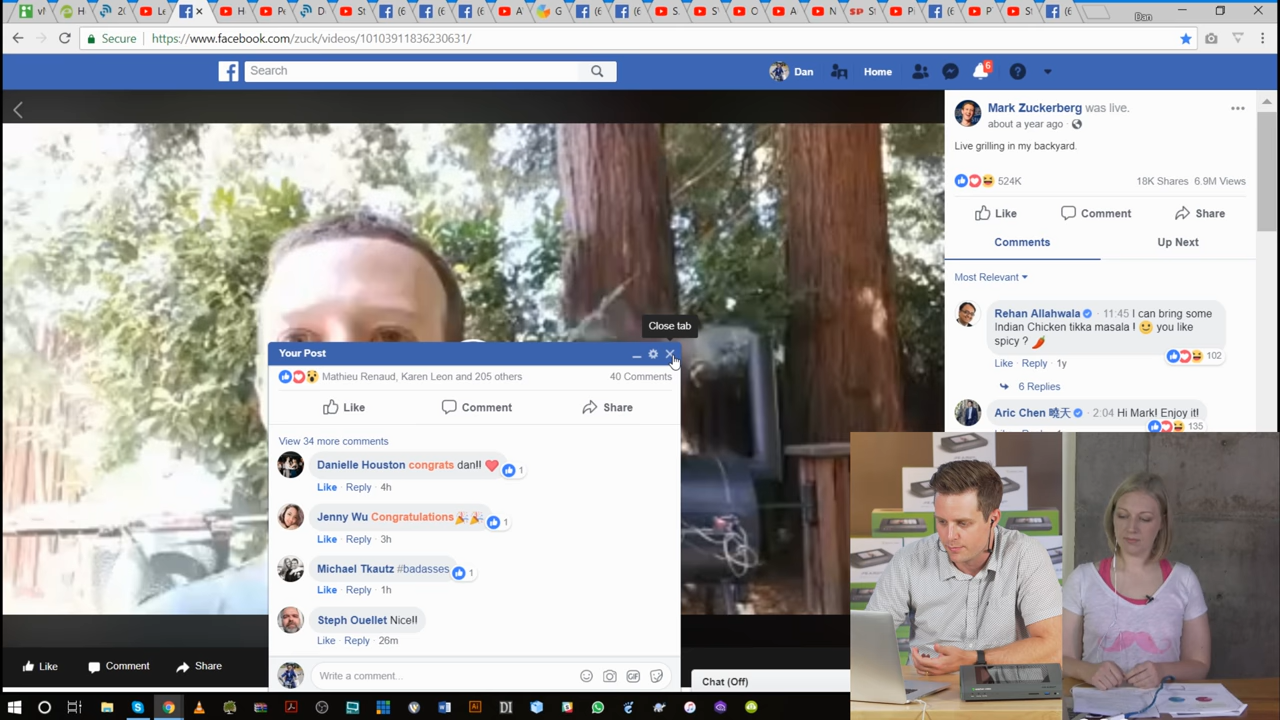 Dan
Secure | https://www.facebook.com/zuck/videos/10103911836230631/
Search
Dan
Home
6
Mark Zuckerberg was live.
about a year ago
Live grilling in my backyard.
524K
18K Shares 6.9M Views
Like
Comment
Share
Comments
Up Next
Most Relevant
Rehan Allahwala 11:45 I can bring some
Indian Chicken tikka masala ! you like
spicy ?
102
Like Reply 1y
6 Replies
Aric Chen 曉天 2:04 Hi Mark! Enjoy it!
135
Close tab
Your Post
Mathieu Renaud, Karen Leon and 205 others
40 Comments
Like
Comment
Share
View 34 more comments
Danielle Houston congrats dan!!
1
Like Reply 4h
Jenny Wu Congratulations
1
Like Reply 3h
Michael Tkautz #badasses
1
Like Reply 1h
Steph Ouellet Nice!!
Like Reply 26m
Write a comment...
GIF
Like
Comment
Share
Chat (Off)